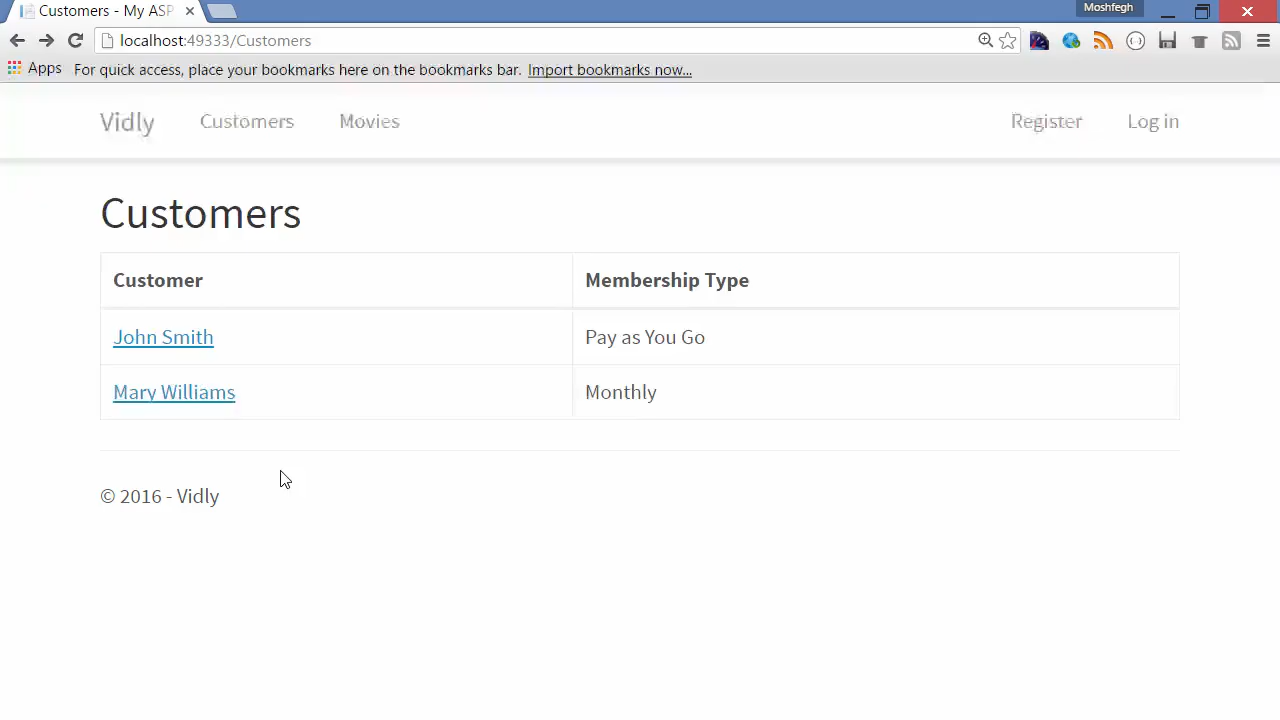 Customers - My ASP
Moshfegh
localhost:49333/Customers
Apps For quick access, place your bookmarks here on the bookmarks bar. Import bookmarks now...
Vidly Customers Movies Register Log in
Customers
Customer Membership Type
John Smith Pay as You Go
Mary Williams Monthly
© 2016 - Vidly